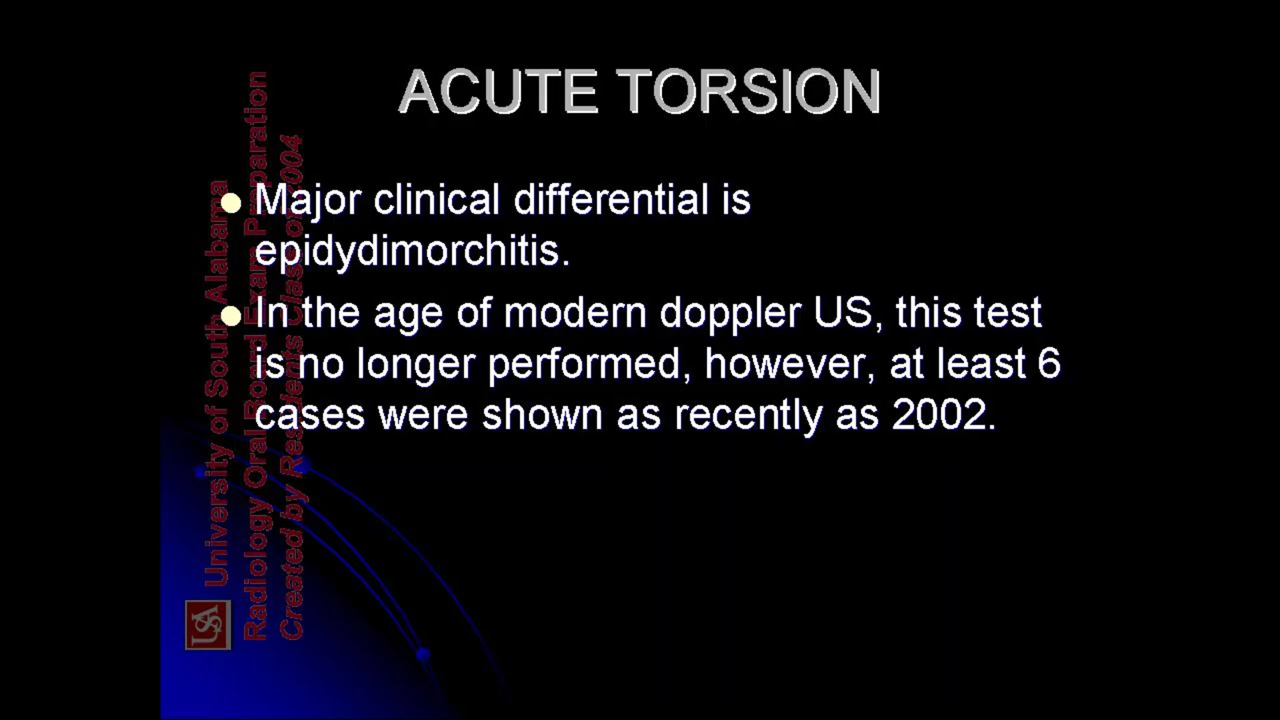 ACUTE TORSION
Major clinical differential is
epidydimorchitis.
In the age of modern doppler US, this test
is no longer performed, however, at least 6
cases were shown as recently as 2002.
University of South Alabama
Radiology Oral Board Exam Preparation
Created by Residents Class of 2004
USA